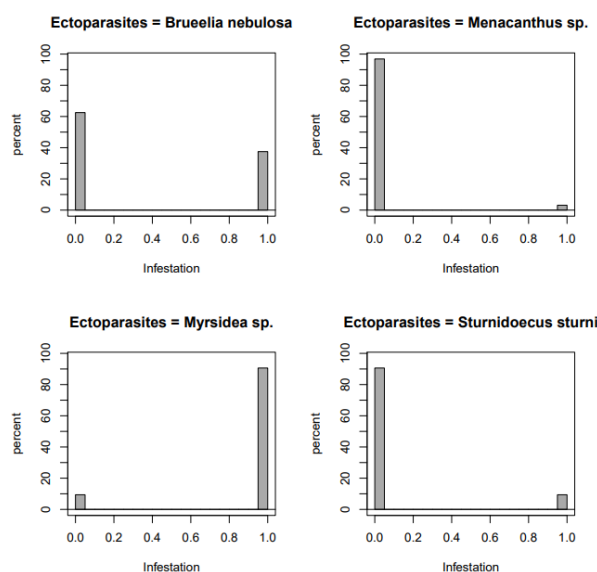 Ectoparasites = Brueelia nebulosa
percent
0 20 40 60 80 100
0.0 0.2 0.4 0.6 0.8 1.0
Infestation
Ectoparasites = Menacanthus sp.
percent
0 20 40 60 80 100
0.0 0.2 0.4 0.6 0.8 1.0
Infestation
Ectoparasites = Myrsidea sp.
percent
0 20 40 60 80 100
0.0 0.2 0.4 0.6 0.8 1.0
Infestation
Ectoparasites = Sturnidoecus sturni
percent
0 20 40 60 80 100
0.0 0.2 0.4 0.6 0.8 1.0
Infestation